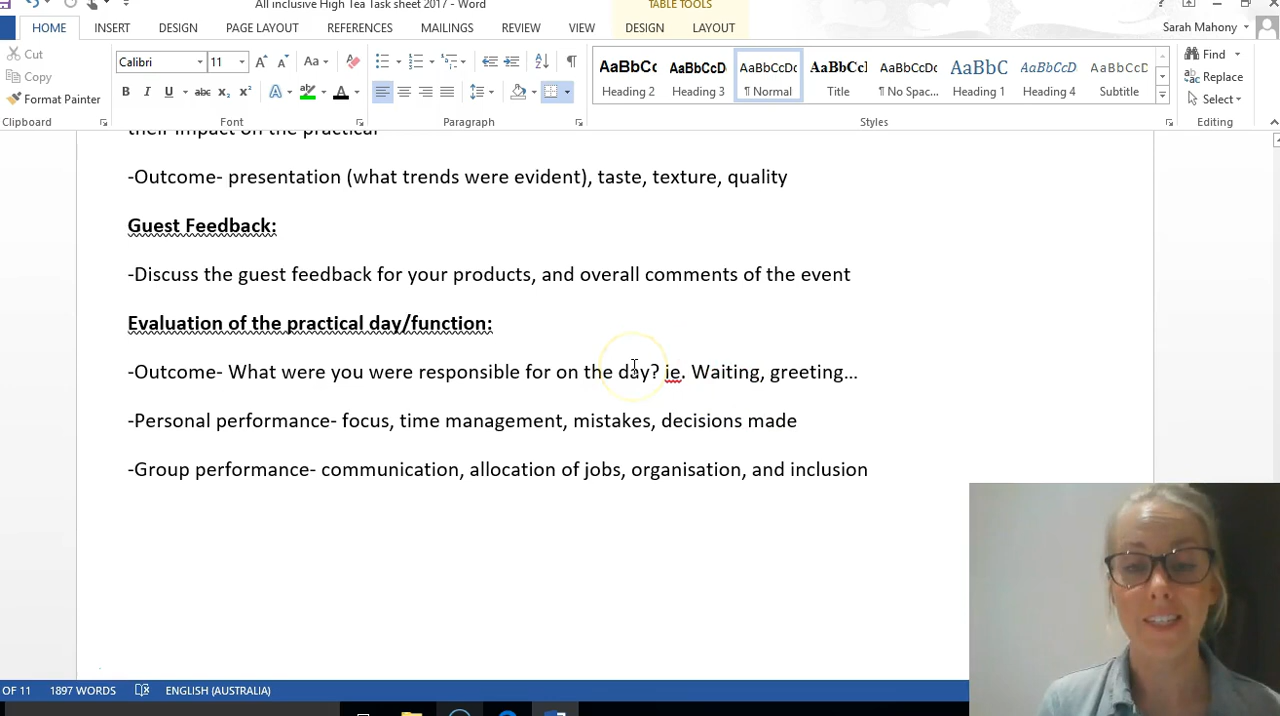 All inclusive High Tea Task sheet 2017 - Word
TABLE TOOLS
HOME INSERT DESIGN PAGE LAYOUT REFERENCES MAILINGS REVIEW VIEW DESIGN LAYOUT
Sarah Mahony
Cut
Copy
Format Painter
Clipboard
Calibri 11
Font
Paragraph
AaBbCc AaBbCcD AaBbCcDc AaBbCcI AaBbCcDc AaBbC AaBbCcD AaBbCcD
Heading 2 Heading 3 ¶ Normal Title ¶ No Spac... Heading 1 Heading 4 Subtitle
Styles
Find
Replace
Select
Editing
their impact on the practical
-Outcome- presentation (what trends were evident), taste, texture, quality
Guest Feedback:
-Discuss the guest feedback for your products, and overall comments of the event
Evaluation of the practical day/function:
-Outcome- What were you were responsible for on the day? ie. Waiting, greeting...
-Personal performance- focus, time management, mistakes, decisions made
-Group performance- communication, allocation of jobs, organisation, and inclusion
OF 11 1897 WORDS ENGLISH (AUSTRALIA)